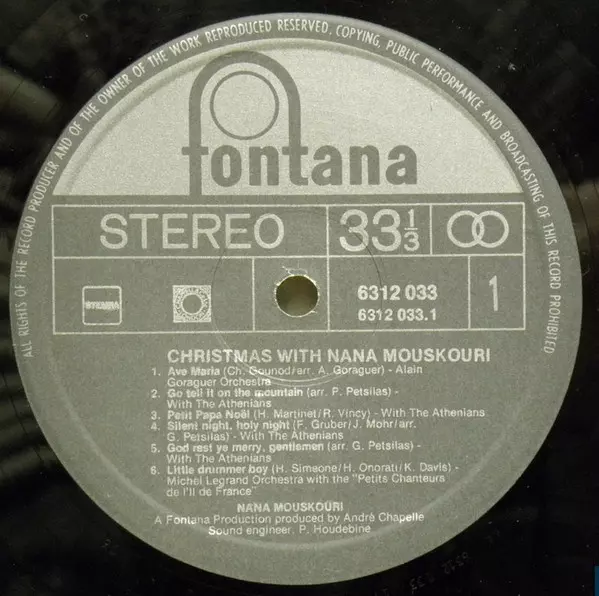 ALL RIGHTS OF THE RECORD PRODUCER AND OF THE OWNER OF THE WORK REPRODUCED RESERVED. COPYING, PUBLIC PERFORMANCE AND BROADCASTING OF THIS RECORD PROHIBITED
fontana
STEREO 33 1/3
STEMRA
6312 033 1
6312 033.1
CHRISTMAS WITH NANA MOUSKOURI
1. Ave Maria (Ch. Gounod/arr. A. Goraguer) - Alain
Goraguer Orchestra
2. Go tell it on the mountain (arr. P. Petsilas) -
With The Athenians
3. Petit Papa Noël (H. Martinet/R. Vincy) - With The Athenians
4. Silent night, holy night (F. Gruber/J. Mohr/arr.
G. Petsilas) - With The Athenians
5. God rest ye merry, gentlemen (arr. G. Petsilas) -
With The Athenians
6. Little drummer boy (H. Simeone/H. Onorati/K. Davis) -
Michel Legrand Orchestra with the "Petits Chanteurs
de l'Il de France"
NANA MOUSKOURI
A Fontana Production produced by André Chapelle
Sound engineer. P. Houdebine